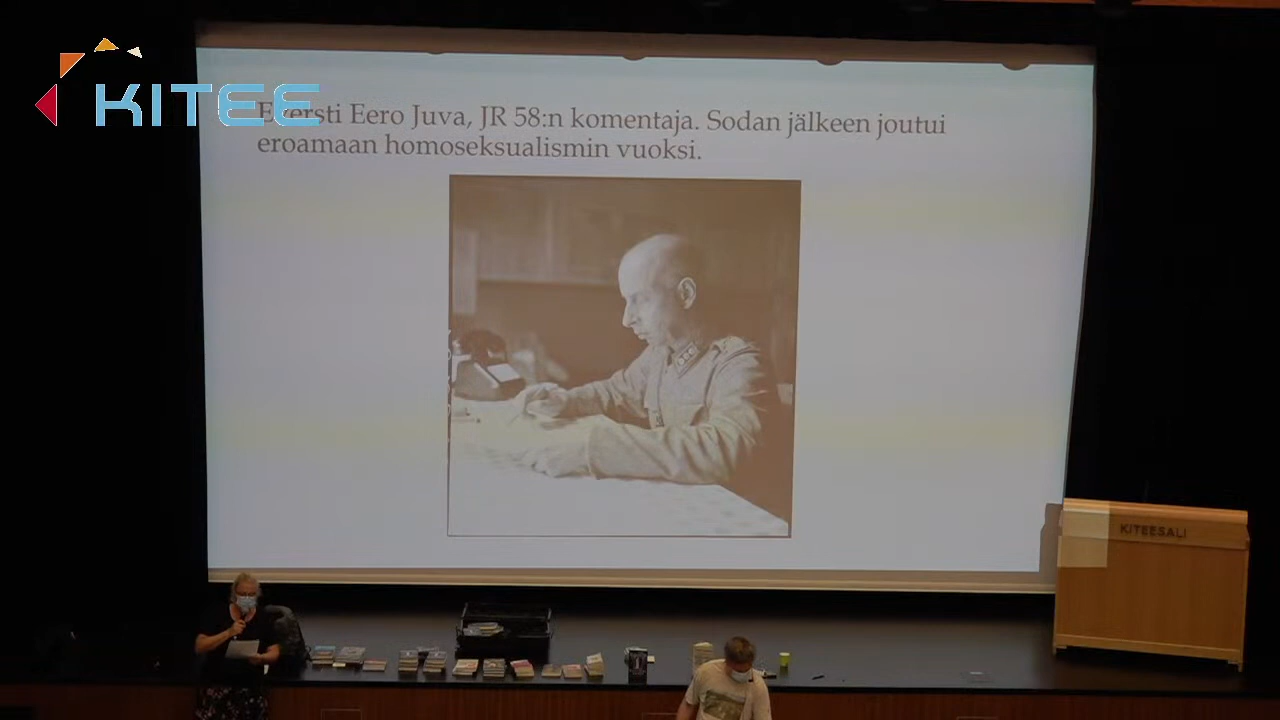 KITEE
Eversti Eero Juva, JR 58:n komentaja. Sodan jälkeen joutui
eroamaan homoseksualismin vuoksi.
KITEESALI